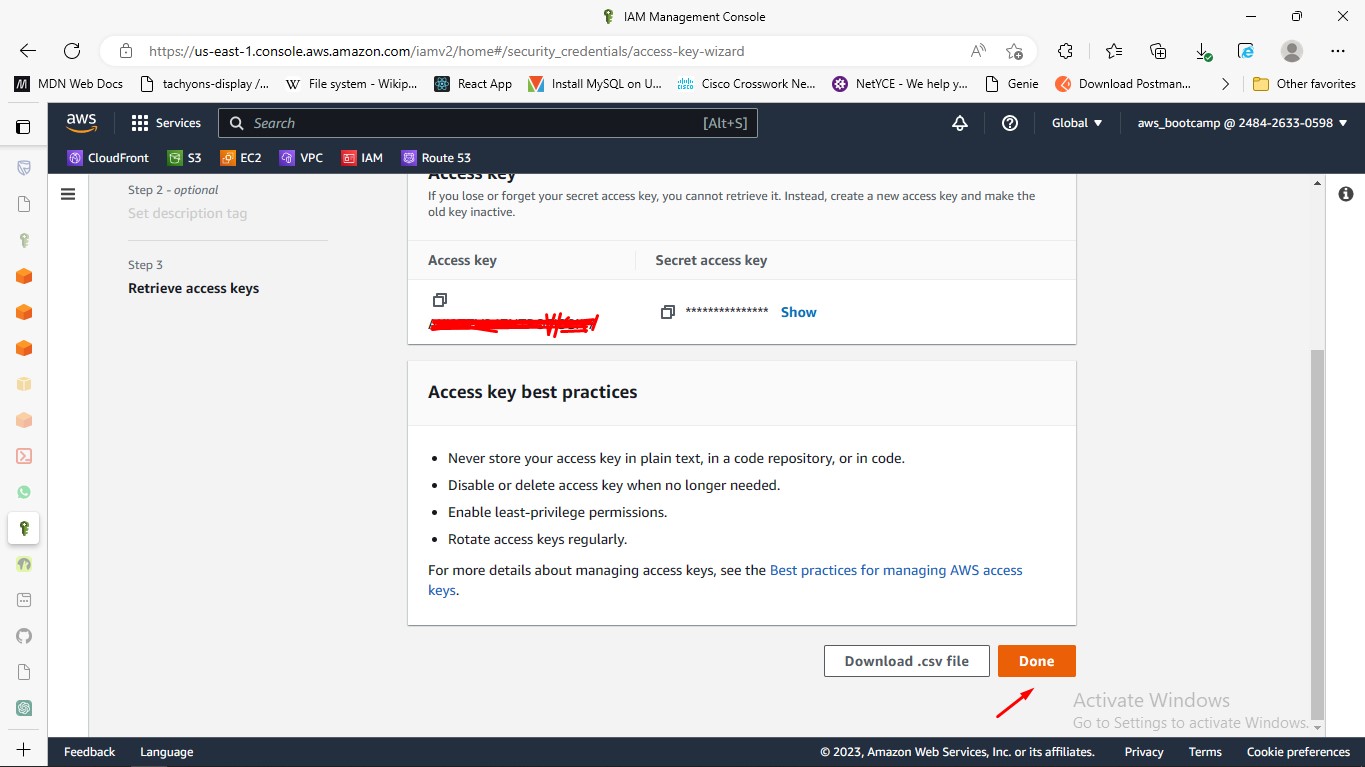 IAM Management Console
https://us-east-1.console.aws.amazon.com/iamv2/home#/security_credentials/access-key-wizard
MDN Web Docs
tachyons-display /...
File system - Wikip...
React App
Install MySQL on U...
Cisco Crosswork Ne...
NetYCE - We help y...
Genie
Download Postman...
Other favorites
aws
Services
Search
[Alt+S]
Global
aws_bootcamp @ 2484-2633-0598
CloudFront
S3
EC2
VPC
IAM
Route 53
Step 2 - optional
Set description tag
Step 3
Retrieve access keys
Access key
If you lose or forget your secret access key, you cannot retrieve it. Instead, create a new access key and make the
old key inactive.
Access key
Secret access key
***************
Show
Access key best practices
• Never store your access key in plain text, in a code repository, or in code.
• Disable or delete access key when no longer needed.
• Enable least-privilege permissions.
• Rotate access keys regularly.
For more details about managing access keys, see the Best practices for managing AWS access
keys.
Download .csv file
Done
Activate Windows
Go to Settings to activate Windows.
Feedback
Language
© 2023, Amazon Web Services, Inc. or its affiliates.
Privacy
Terms
Cookie preferences